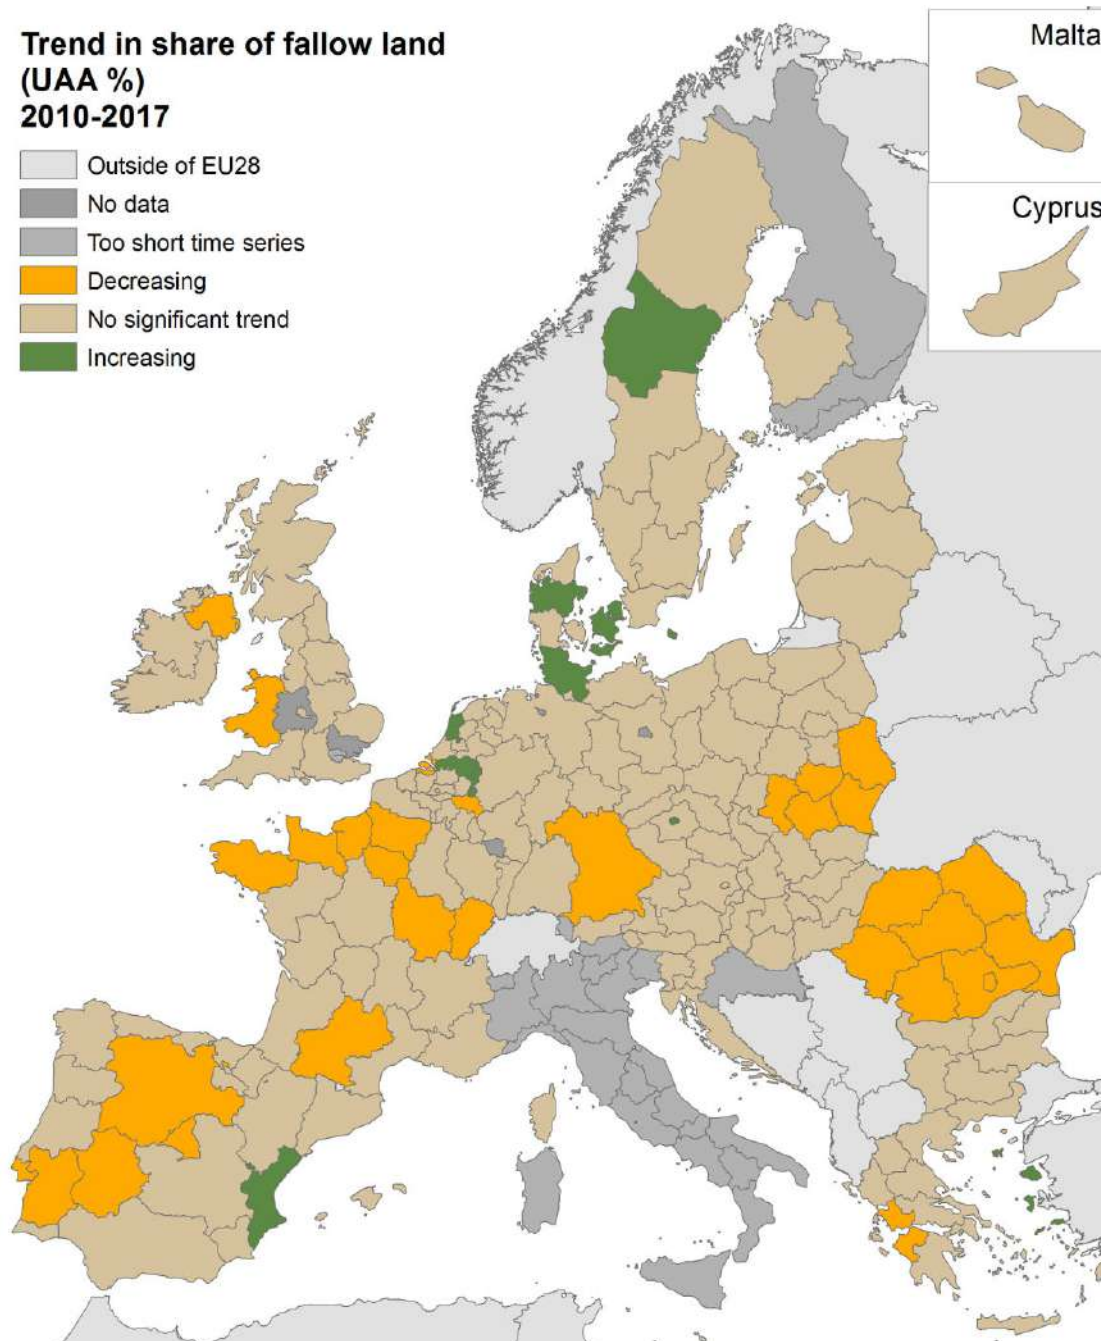 Trend in share of fallow land
(UAA %)
2010-2017
Outside of EU28
No data
Too short time series
Decreasing
No significant trend
Increasing
Malta
Cyprus